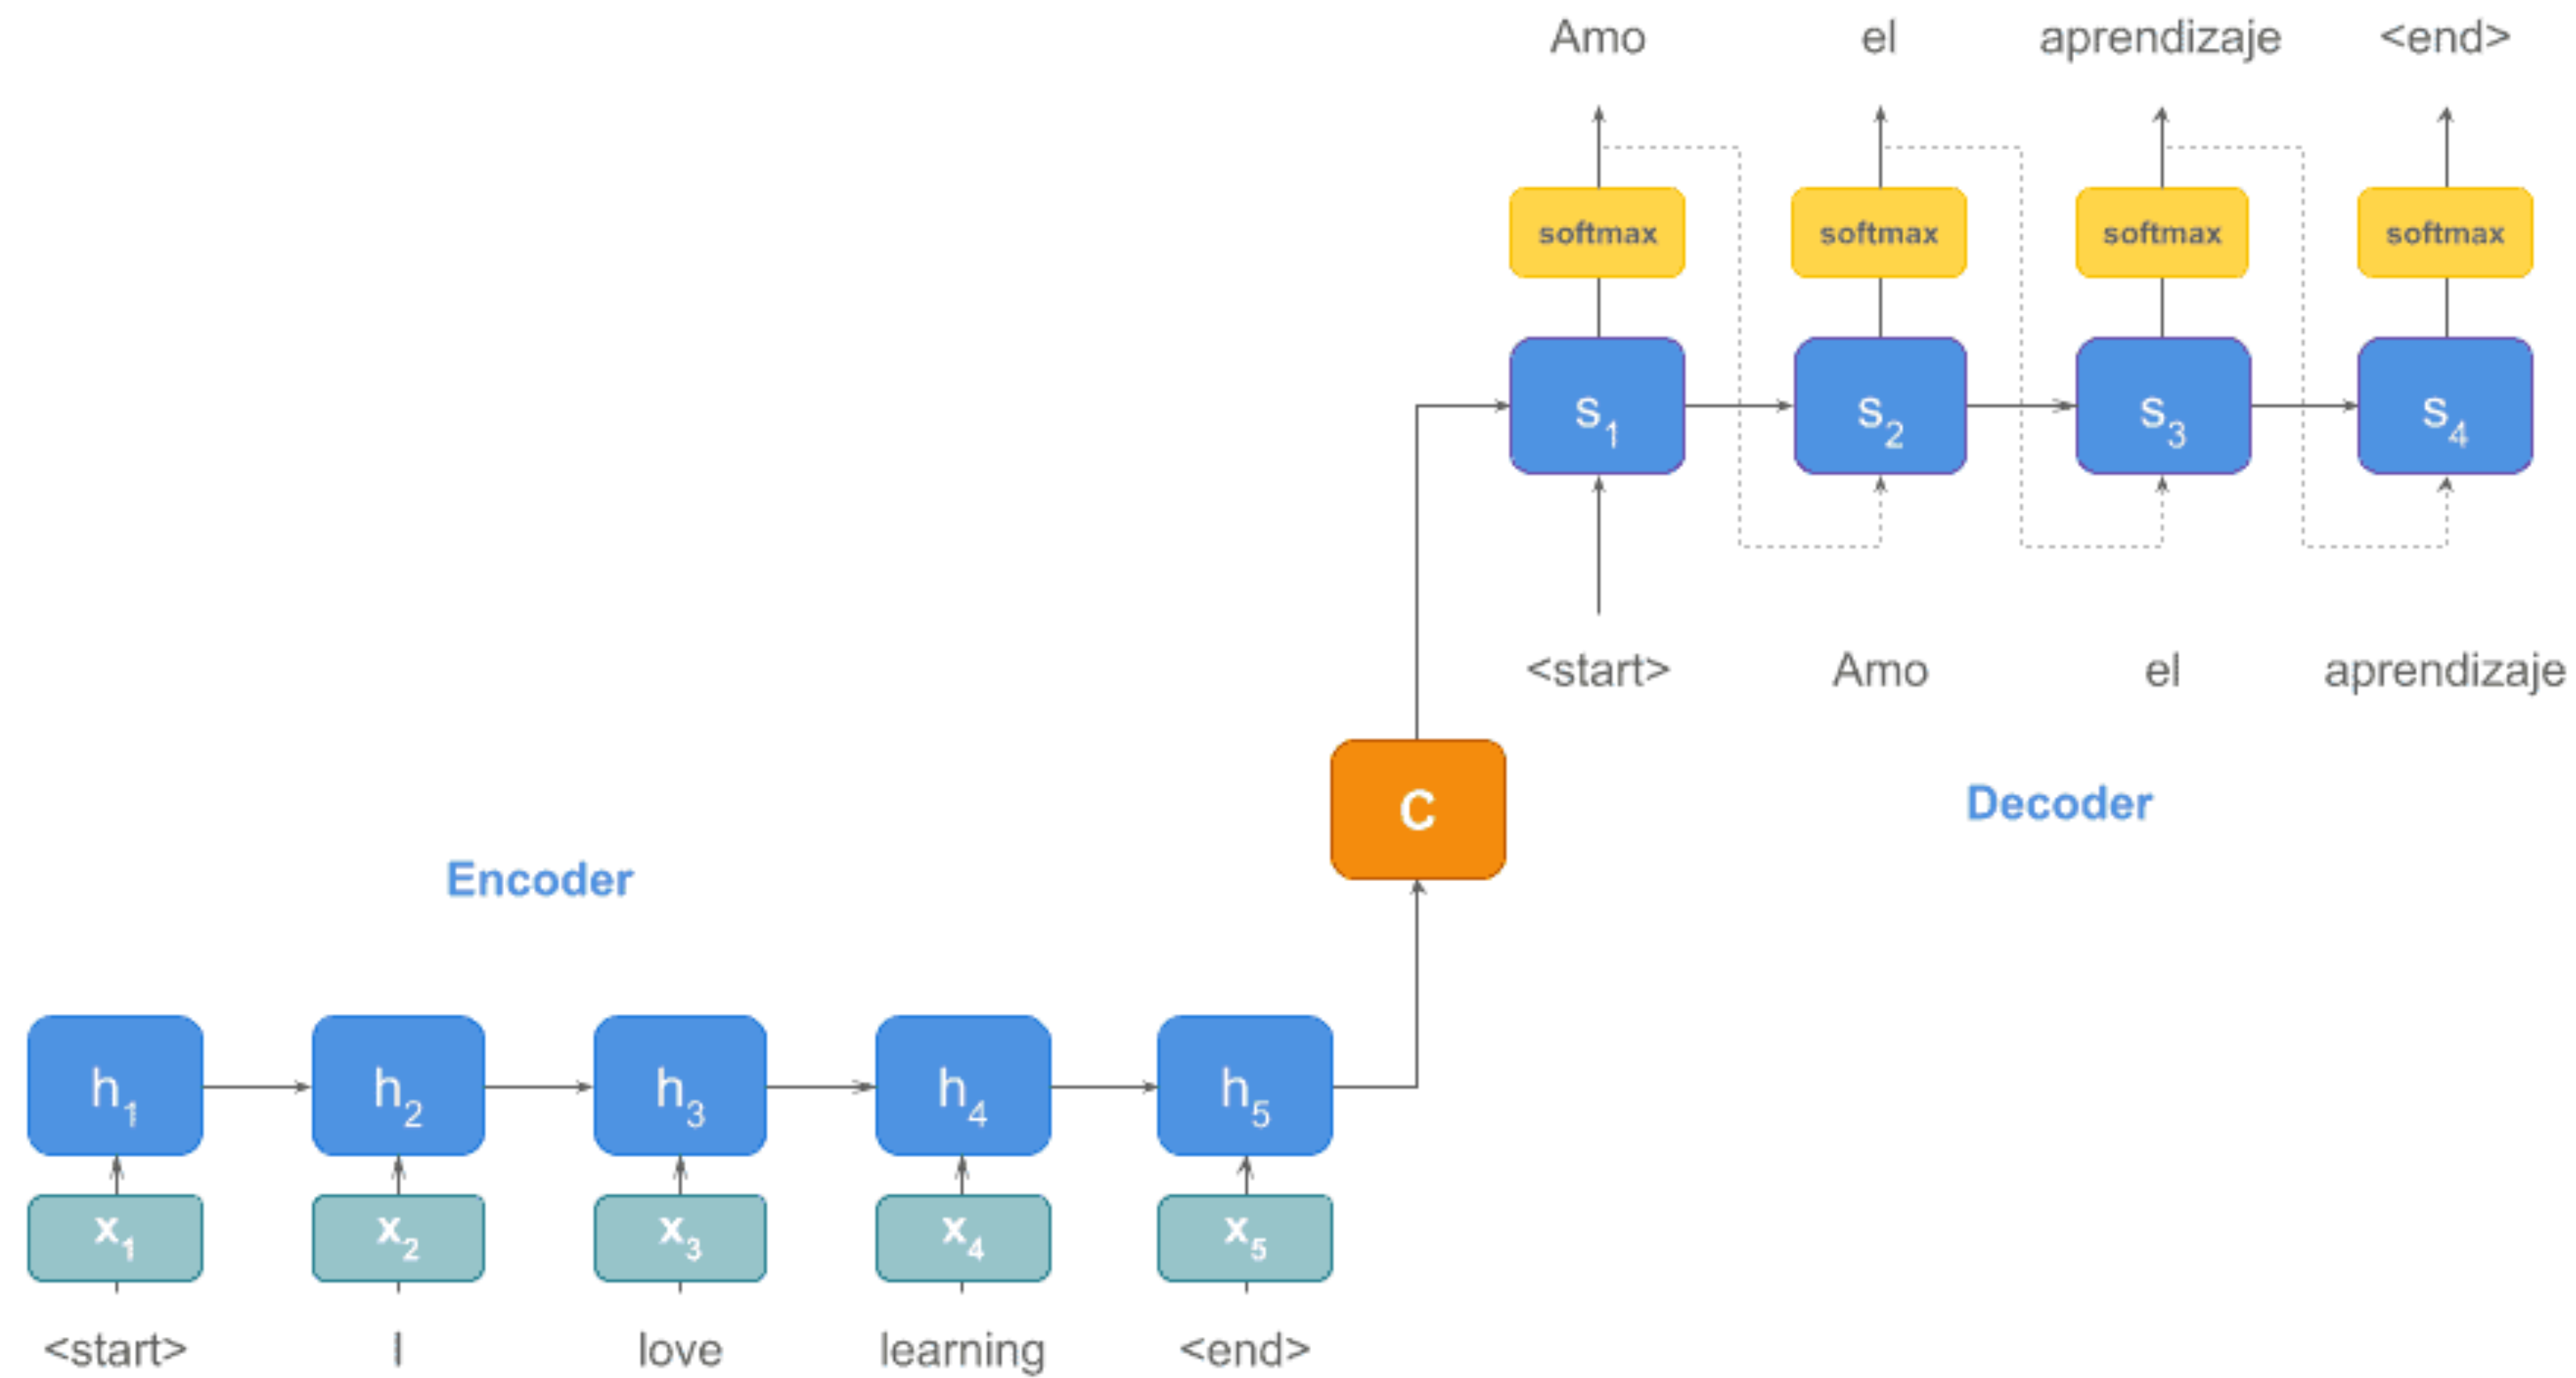 Amo el aprendizaje <end>
softmax softmax softmax softmax
s1 s2 s3 s4
<start> Amo el aprendizaje
C
Decoder
Encoder
h1 h2 h3 h4 h5
x1 x2 x3 x4 x5
<start> I love learning <end>